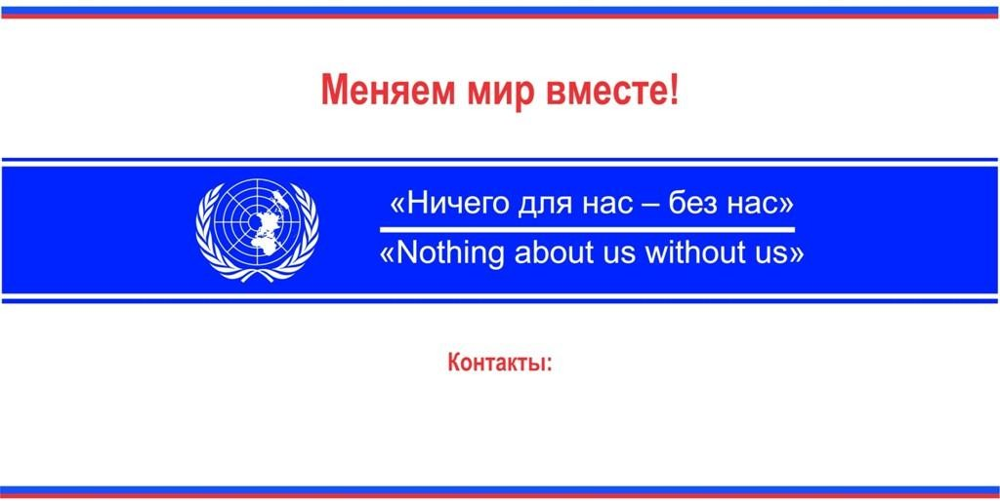 Меняем мир вместе!
«Ничего для нас – без нас»
«Nothing about us without us»
Контакты: